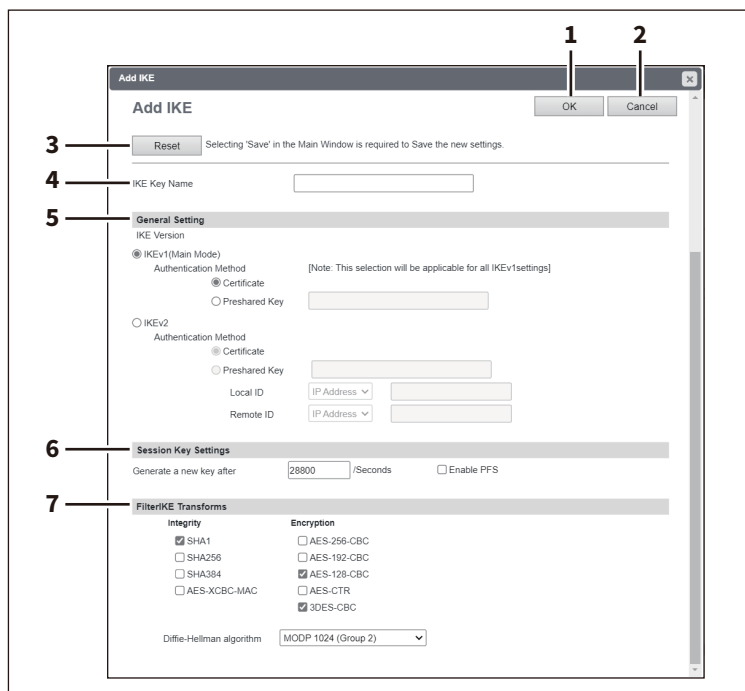 1 2
Add IKE
Add IKE
OK Cancel
3
Reset Selecting 'Save' in the Main Window is required to Save the new settings.
4
IKE Key Name
5
General Setting
IKE Version
IKEv1(Main Mode)
Authentication Method [Note: This selection will be applicable for all IKEv1settings]
Certificate
Preshared Key
IKEv2
Authentication Method
Certificate
Preshared Key
Local ID IP Address
Remote ID IP Address
6
Session Key Settings
Generate a new key after 28800 /Seconds Enable PFS
7
FilterIKE Transforms
Integrity Encryption
SHA1 AES-256-CBC
SHA256 AES-192-CBC
SHA384 AES-128-CBC
AES-XCBC-MAC AES-CTR
3DES-CBC
Diffie-Hellman algorithm MODP 1024 (Group 2)